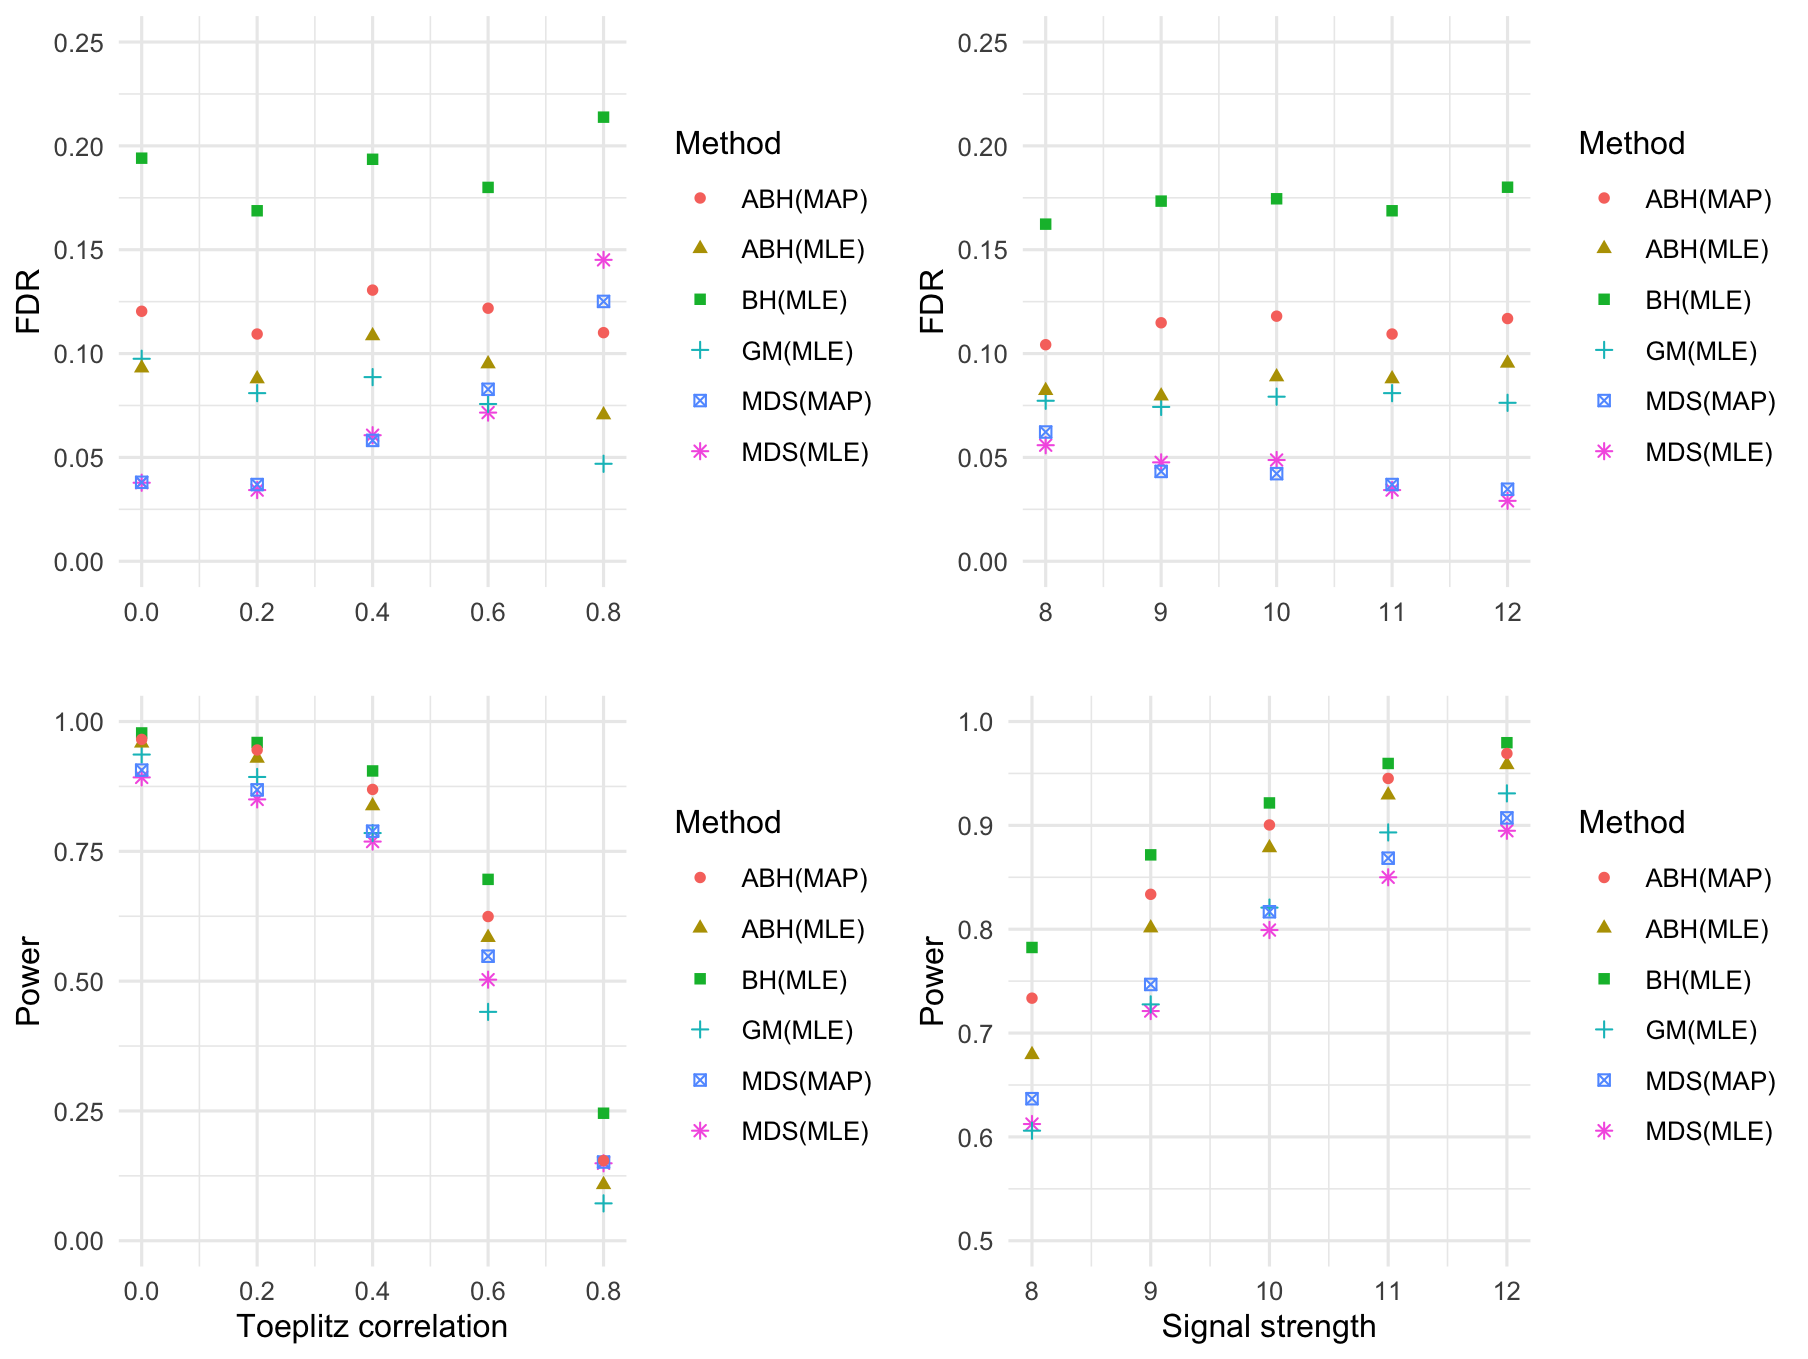 FDR
0.25
0.20
0.15
0.10
0.05
0.00
0.0 0.2 0.4 0.6 0.8
Method
ABH(MAP)
ABH(MLE)
BH(MLE)
GM(MLE)
MDS(MAP)
MDS(MLE)
FDR
0.25
0.20
0.15
0.10
0.05
0.00
8 9 10 11 12
Method
ABH(MAP)
ABH(MLE)
BH(MLE)
GM(MLE)
MDS(MAP)
MDS(MLE)
Power
1.00
0.75
0.50
0.25
0.00
0.0 0.2 0.4 0.6 0.8
Toeplitz correlation
Method
ABH(MAP)
ABH(MLE)
BH(MLE)
GM(MLE)
MDS(MAP)
MDS(MLE)
Power
1.0
0.9
0.8
0.7
0.6
0.5
8 9 10 11 12
Signal strength
Method
ABH(MAP)
ABH(MLE)
BH(MLE)
GM(MLE)
MDS(MAP)
MDS(MLE)